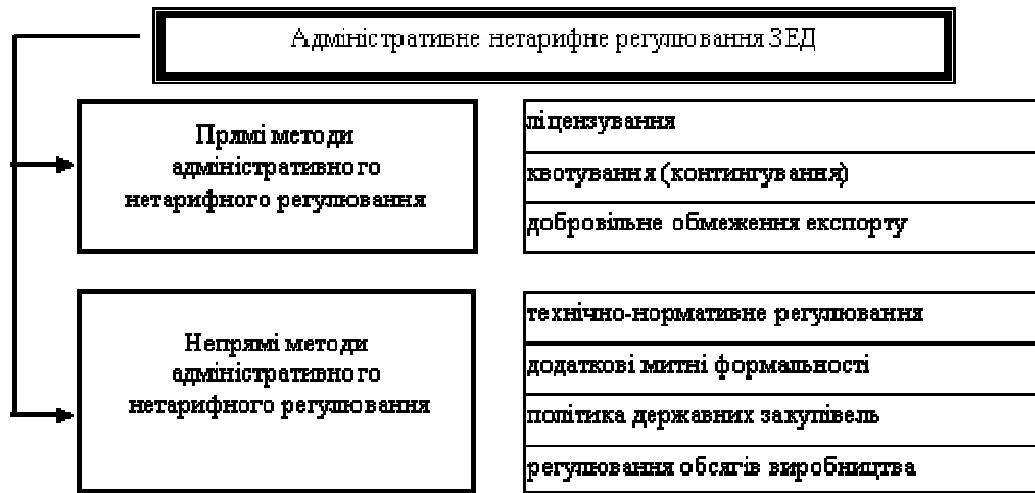 Адміністративне нетарифне регулювання ЗЕД
Прямі методи
адміністративного
нетарифного регулювання
ліцензування
квотування (контингування)
добровільне обмеження експорту
Непрямі методи
адміністративного
нетарифного регулювання
технічно-нормативне регулювання
додаткові митні формальності
політика державних закупівель
регулювання обсягів виробництва